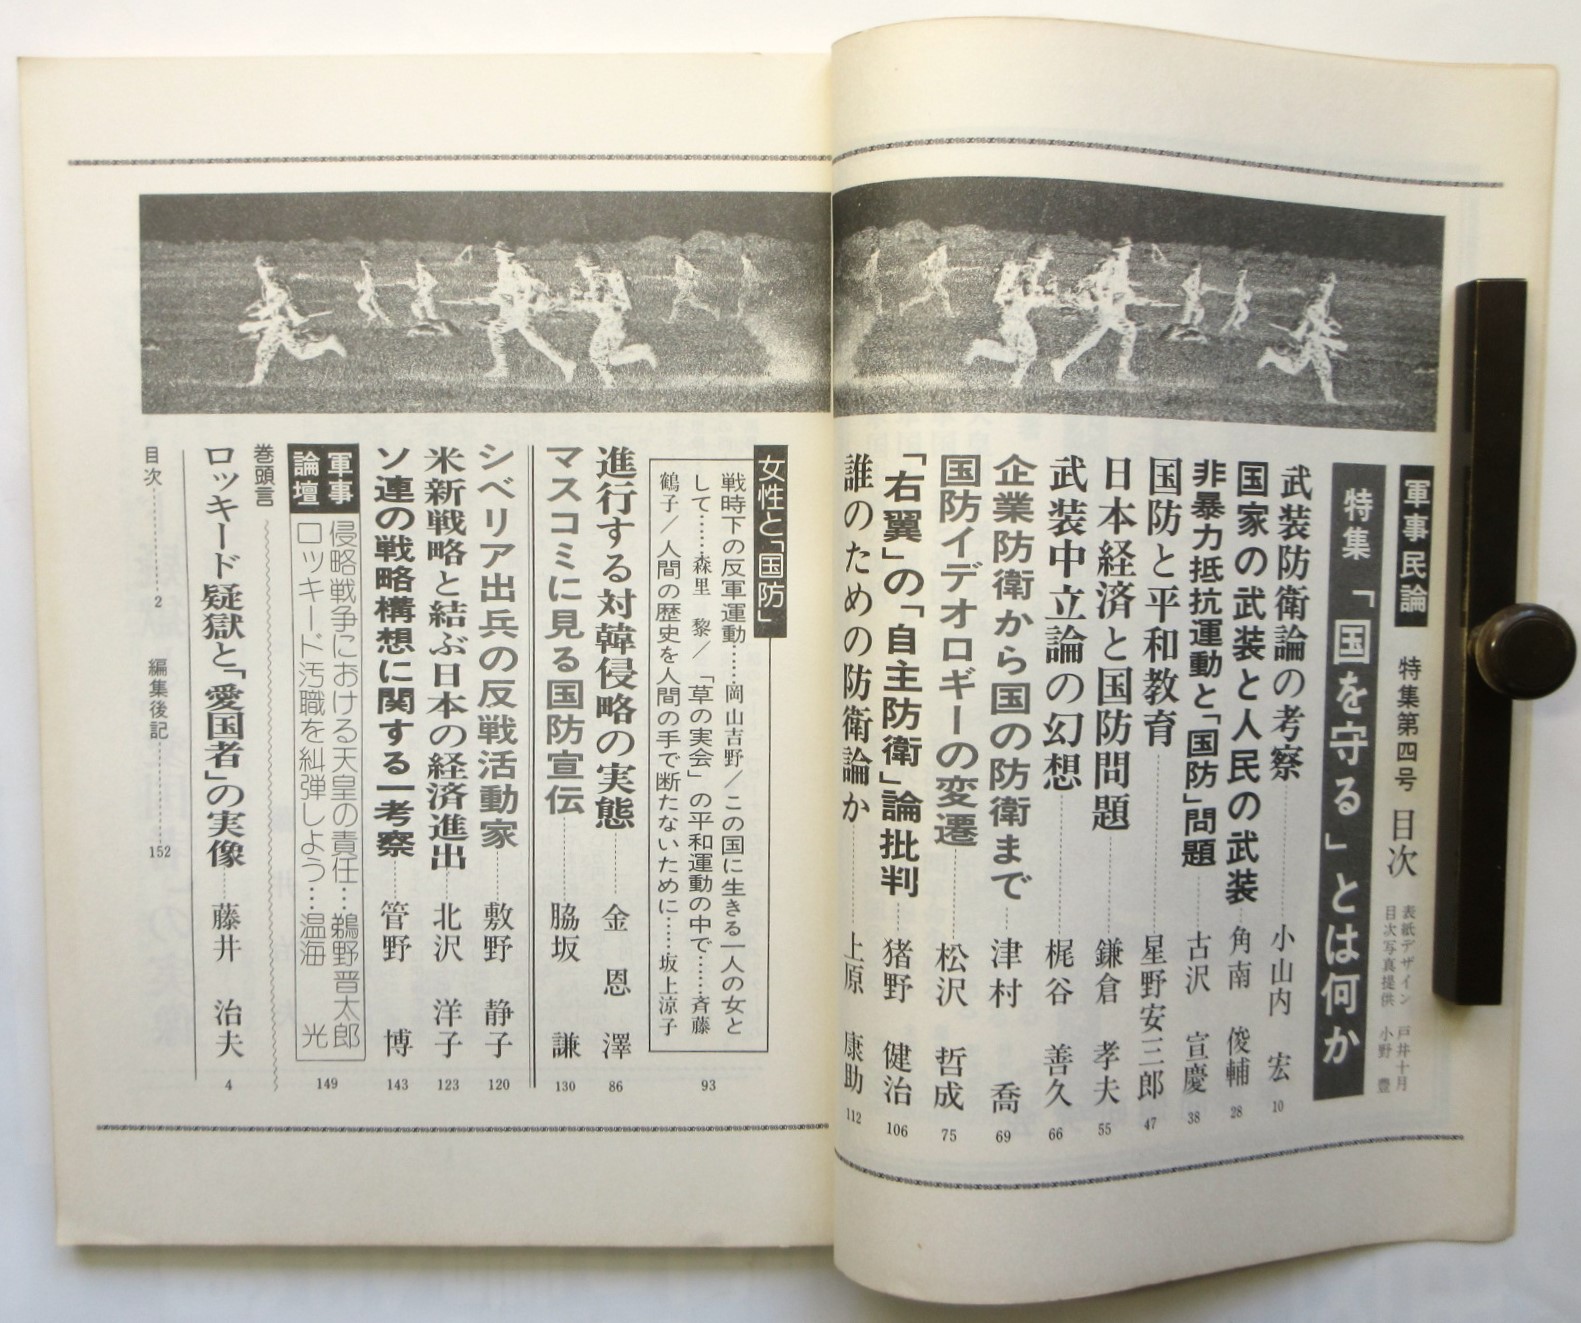 軍事民論 特集第四号 目次
表紙デザイン 戸井十月
目次写真提供 小野 豊
特集「国を守る」とは何か
武装防衛論の考察……小山内 宏 10
国家の武装と人民の武装……角南 俊輔 28
非暴力抵抗運動と「国防」問題……古沢 宣慶 38
国防と平和教育……星野安三郎 47
日本経済と国防問題……鎌倉 孝夫 55
武装中立論の幻想……梶谷 善久 66
企業防衛から国の防衛まで……津村 喬 69
国防イデオロギーの変遷……松沢 哲成 75
「右翼」の「自主防衛」論批判……猪野 健治 106
誰のための防衛論か……上原 康助 112
女性と「国防」
戦時下の反軍運動……岡山吉野/この国に生きる一人の女と
して……森里 黎/「草の実会」の平和運動の中で……斉藤
鶴子/人間の歴史を人間の手で断たないために……坂上涼子
93
進行する対韓侵略の実態……金 恩 澤 86
マスコミに見る国防宣伝……脇坂 謙 130
シベリア出兵の反戦活動家……敷野 静子 120
米新戦略と結ぶ日本の経済進出……北沢 洋子 123
ソ連の戦略構想に関する一考察……管野 博 143
軍事論壇
侵略戦争における天皇の責任…鵜野晋太郎
ロッキード汚職を糾弾しよう…温海 光
149
巻頭言
ロッキード疑獄と「愛国者」の実像……藤井 治夫 4
目次……2 編集後記……152